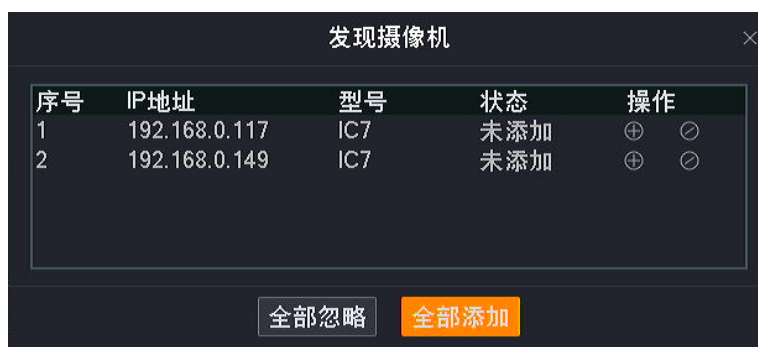 发现摄像机
序号 IP地址 型号 状态 操作
1 192.168.0.117 IC7 未添加
2 192.168.0.149 IC7 未添加
全部忽略 全部添加